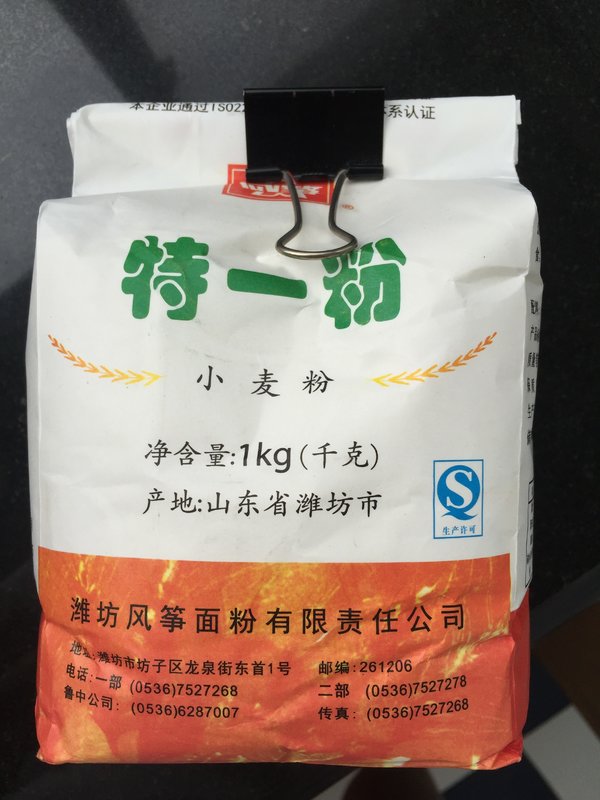 本企业通过ISO22
系认证
®
特一粉
小麦粉
净含量:1kg(千克)
产地:山东省潍坊市
生产许可
潍坊风筝面粉有限责任公司
地址:潍坊市坊子区龙泉街东首1号 邮编:261206
电话:一部 (0536)7527268 二部 (0536)7527278
鲁中公司: (0536)6287007 传真: (0536)7527268